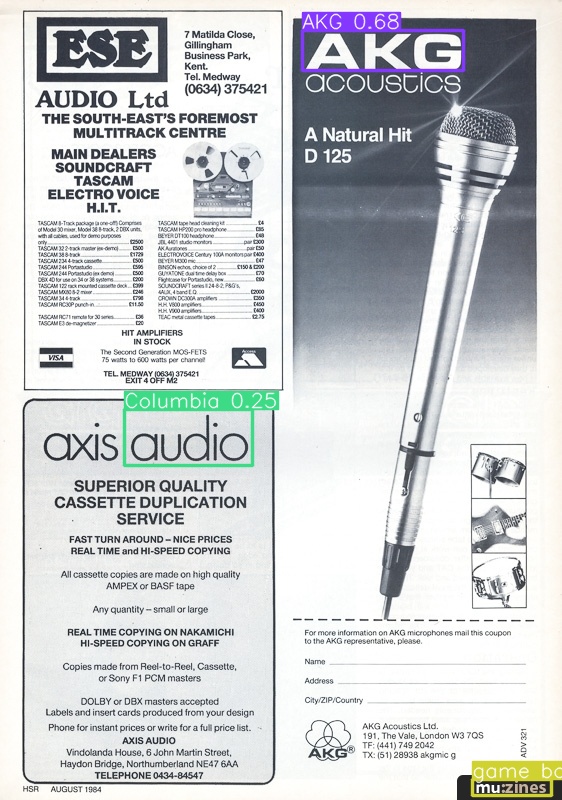 ESE
AUDIO Ltd
7 Matilda Close,
Gillingham
Business Park,
Kent.
Tel. Medway
(0634) 375421
THE SOUTH-EAST'S FOREMOST
MULTITRACK CENTRE
MAIN DEALERS
SOUNDCRAFT
TASCAM
ELECTRO VOICE
H.I.T.
TASCAM 8-Track package (a one-off) Comprises
of Model 30 mixer, Model 38 8-track, 2 DBX units,
with all cables, used for demo purposes
only £2500
TASCAM 32 2-track master (ex-demo) £500
TASCAM 38 8-track £1729
TASCAM 234 4-track cassette £500
TASCAM 244 Portastudio £595
TASCAM 244 Portastudio (ex demo) £500
DBX 4D for use on 34 or 38 systems £200
TASCAM 122 rack mounted cassette deck £399
TASCAM MX80 8-2 mixer £246
TASCAM 34 4-track £796
TASCAM RC30P punch-in £11.50
TASCAM RC71 remote for 30 series £36
TASCAM E3 de-magnetizer £20
TASCAM tape head cleaning kit £4
TASCAM HP200 pro headphone £85
BEYER DT100 headphone £48
JBL 4401 studio monitors pair £300
AK Auratones pair £50
ELECTROVOICE Century 100A monitors pair £400
BEYER M300 mic £47
BINSON echos, choice of 2 £150 & £200
GUYATONE dual time delay box £70
Flightcase for Portastudio, new £60
SOUNDCRAFT series II 24-8-2, P&G's,
4AUX, 4 band E.Q. £2000
CROWN DC300A amplifiers £350
H.H. V800 amplifiers £450
H.H. V900 amplifiers £400
TEAC metal cassette tapes £2.75
HIT AMPLIFIERS
IN STOCK
VISA
The Second Generation MOS-FETS
75 watts to 600 watts per channel!
Access
TEL. MEDWAY (0634) 375421
EXIT 4 OFF M2
Columbia 0.25
axis audio
SUPERIOR QUALITY
CASSETTE DUPLICATION
SERVICE
FAST TURN AROUND – NICE PRICES
REAL TIME and HI-SPEED COPYING
All cassette copies are made on high quality
AMPEX or BASF tape
Any quantity – small or large
REAL TIME COPYING ON NAKAMICHI
HI-SPEED COPYING ON GRAFF
Copies made from Reel-to-Reel, Cassette,
or Sony F1 PCM masters
DOLBY or DBX masters accepted
Labels and insert cards produced from your design
Phone for instant prices or write for a full price list.
AXIS AUDIO
Vindolanda House, 6 John Martin Street,
Haydon Bridge, Northumberland NE47 6AA
TELEPHONE 0434-84547
HSR AUGUST 1984
AKG 0.68
AKG
acoustics
A Natural Hit
D 125
For more information on AKG microphones mail this coupon
to the AKG representative, please.
Name
Address
City/ZIP/Country
AKG®
AKG Acoustics Ltd.
191, The Vale, London W3 7QS
TF: (441) 749 2042
TX: (51) 28938 akgmic g
ADV 321
game bo
mu:zines